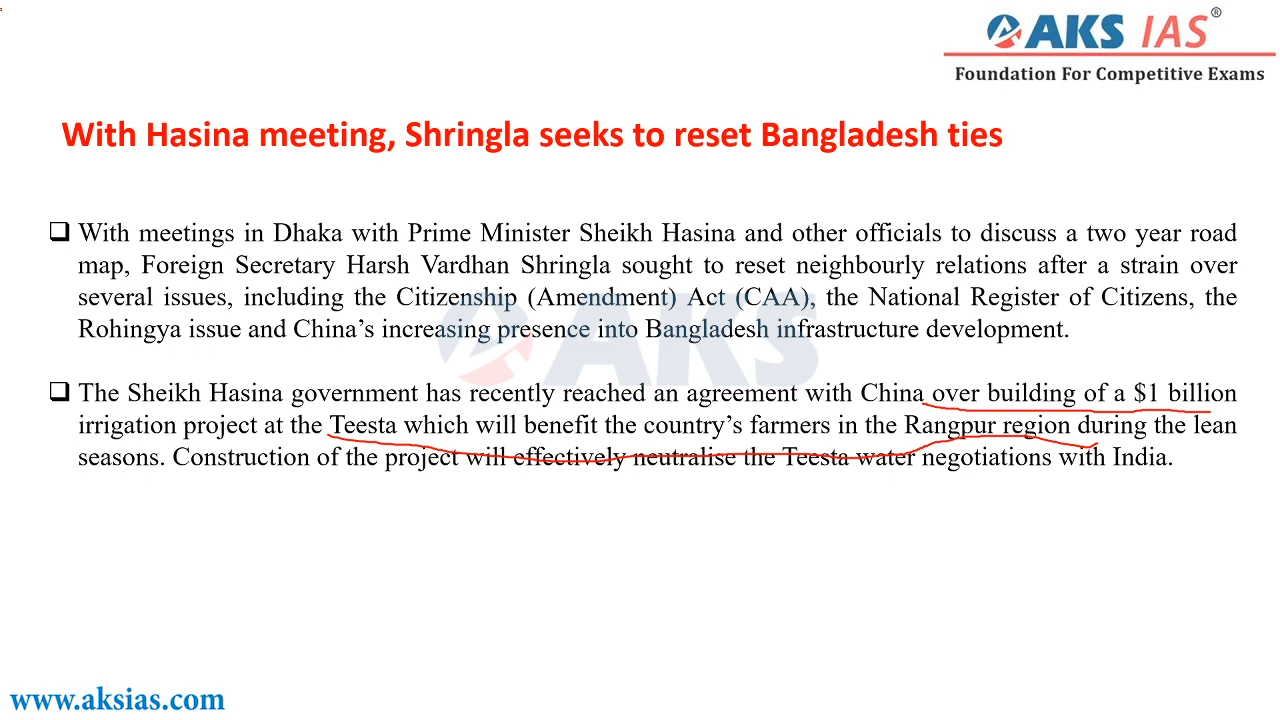 AKS IAS®
Foundation For Competitive Exams
With Hasina meeting, Shringla seeks to reset Bangladesh ties
With meetings in Dhaka with Prime Minister Sheikh Hasina and other officials to discuss a two year road
map, Foreign Secretary Harsh Vardhan Shringla sought to reset neighbourly relations after a strain over
several issues, including the Citizenship (Amendment) Act (CAA), the National Register of Citizens, the
Rohingya issue and China's increasing presence into Bangladesh infrastructure development.
AKS
The Sheikh Hasina government has recently reached an agreement with China over building of a $1 billion
irrigation project at the Teesta which will benefit the country's farmers in the Rangpur region during the lean
seasons. Construction of the project will effectively neutralise the Teesta water negotiations with India.
www.aksias.com